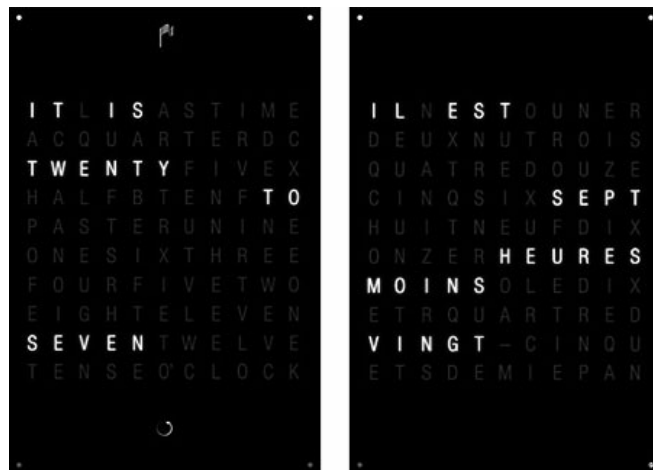 ITLISASTIME
ACQUARTERDC
TWENTYFIVEX
HALFBTENFTO
PASTERUNINE
ONESIXTHREE
FOURFIVETWO
EIGHTELEVEN
SEVENTWELVE
TENSEO'CLOCK
ILNESTOUNER
DEUXNUTROIS
QUATREDOUZE
CINQSIXSEPT
HUITNEUFDIX
ONZERHEURES
MOINSOLEDIX
ETRQUARTRED
VINGT-CINQU
ETSDEMIEPAN